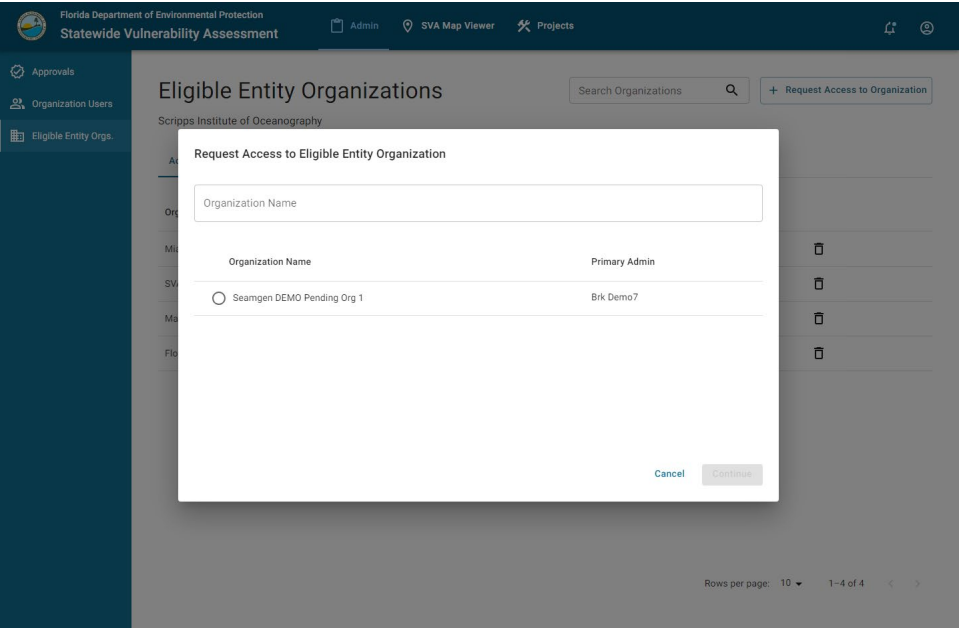 Florida Department of Environmental Protection
Statewide Vulnerability Assessment
Admin
SVA Map Viewer
Projects
Approvals
Organization Users
Eligible Entity Orgs.
Eligible Entity Organizations
Search Organizations
+ Request Access to Organization
Scripps Institute of Oceanography
Request Access to Eligible Entity Organization
Organization Name
Organization Name Primary Admin
Seamgen DEMO Pending Org 1 Brk Demo7
Cancel Continue
Rows per page: 10 1–4 of 4